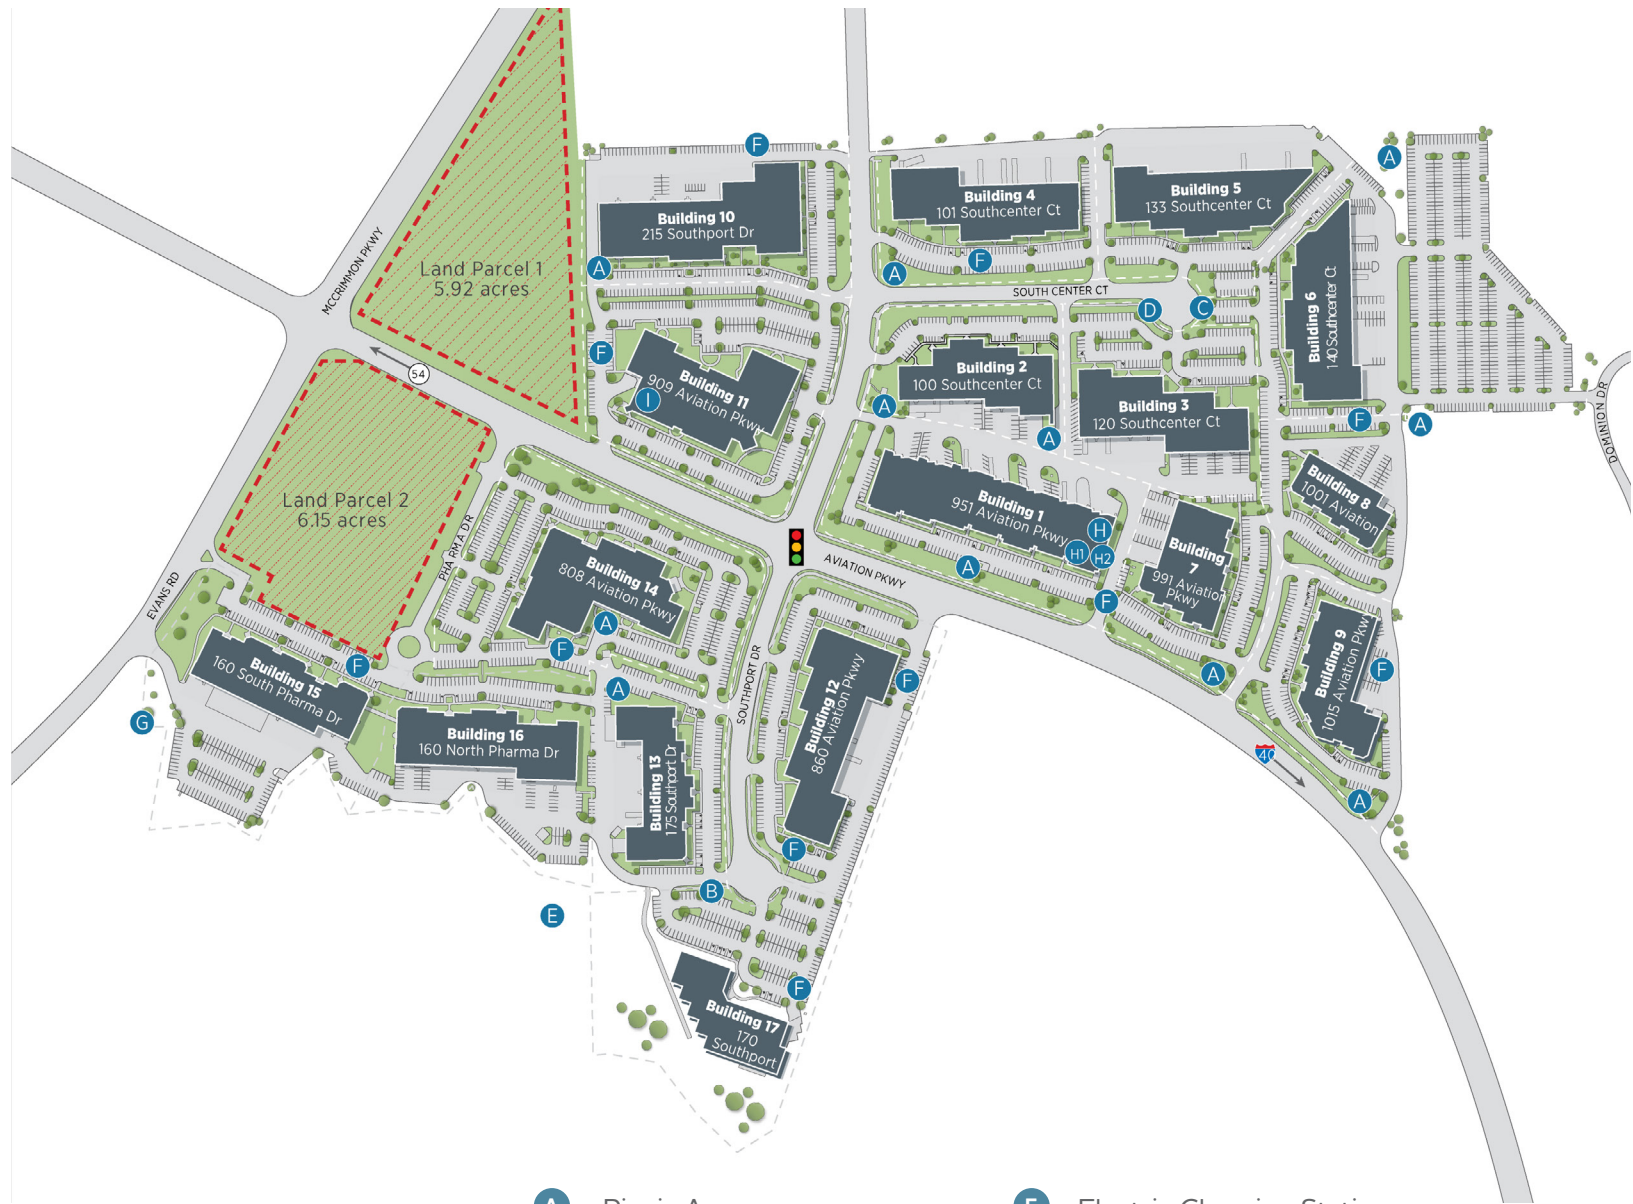 F
A
Building 4
101 Southcenter Ct
Building 5
133 Southcenter Ct
Building 10
215 Southport Dr
MCCRIMMON PKWY
Land Parcel 1
5.92 acres
A
A
F
SOUTH CENTER CT
D
C
Building 6
140 Southcenter Ct
54
F
Building 11
909 Aviation Pkwy
I
Building 2
100 Southcenter Ct
A
A
Building 3
120 Southcenter Ct
F
A
DOMINION DR
Land Parcel 2
6.15 acres
PHARMA DR
EVANS RD
Building 1
951 Aviation Pkwy
H
H1
H2
A
F
Building
7
991 Aviation
Pkwy
Building 8
1001 Aviation
AVIATION PKWY
Building 14
808 Aviation Pkwy
A
F
Building 9
1015 Aviation Pkwy
F
A
Building 15
160 South Pharma Dr
F
G
Building 16
160 North Pharma Dr
A
Building 13
175 Southport Dr
SOUTHPORT DR
Building 12
860 Aviation Pkwy
F
F
40
A
B
E
F
Building 17
170
Southport
A